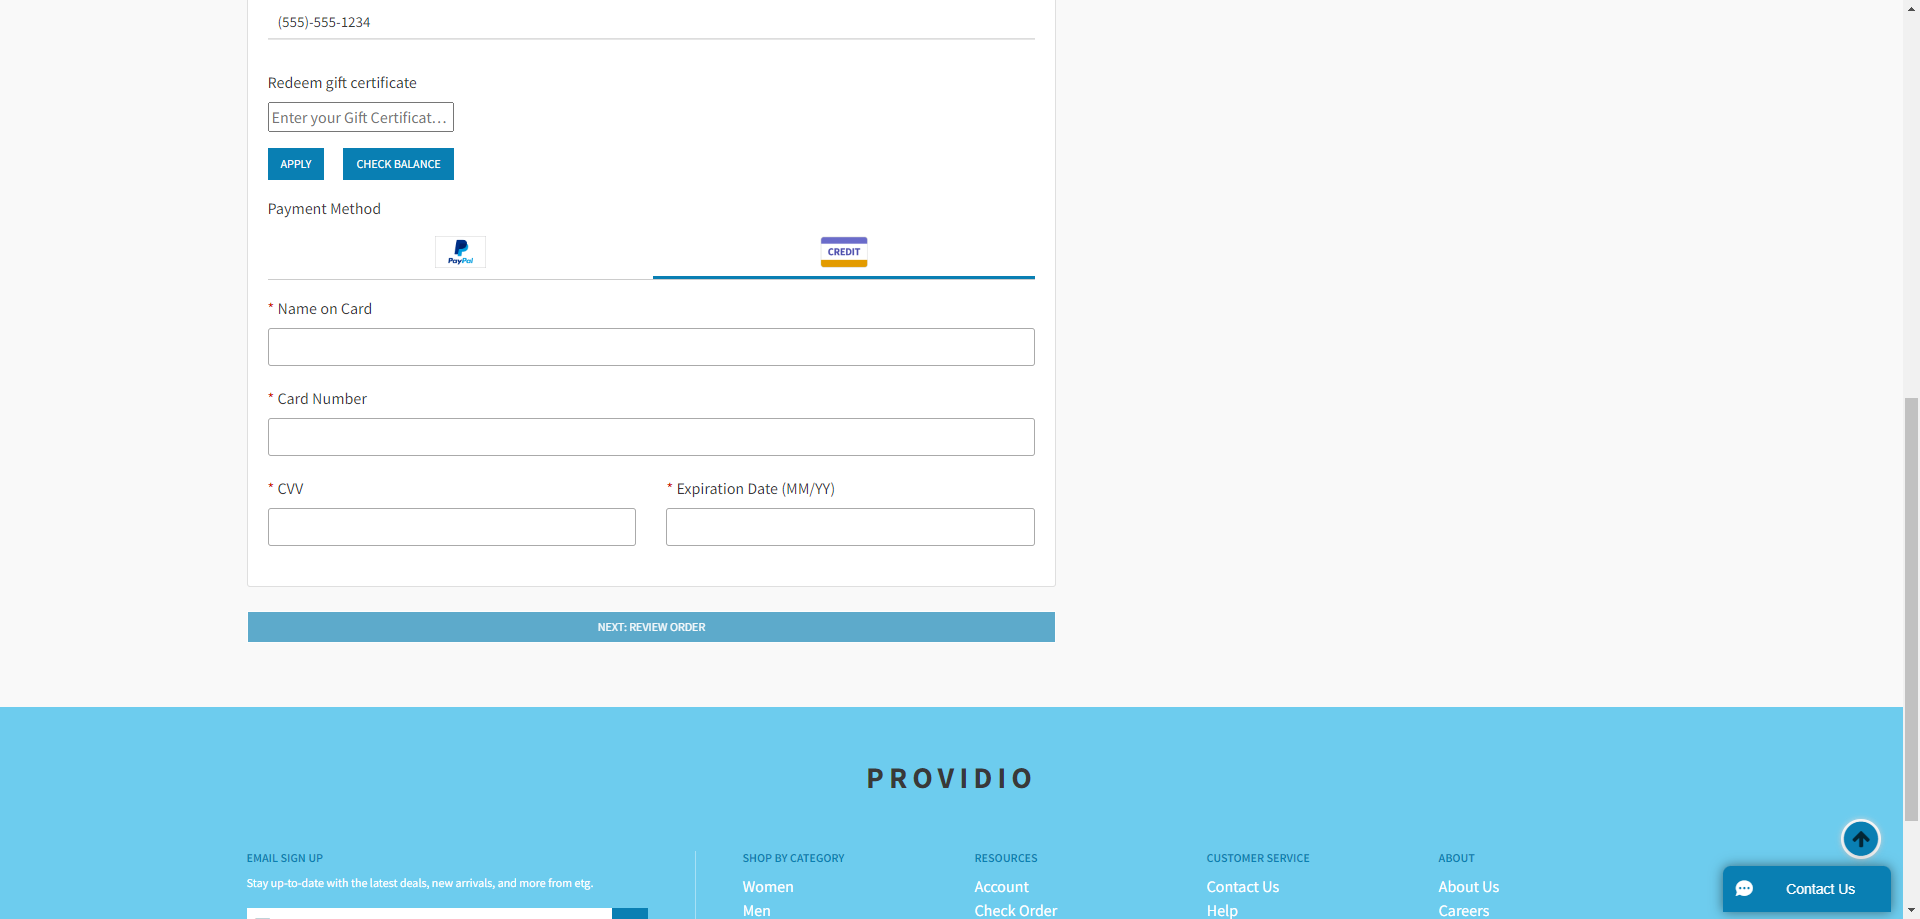 (555)-555-1234
Redeem gift certificate
Enter your Gift Certificat...
APPLY CHECK BALANCE
Payment Method
PayPal CREDIT
* Name on Card
* Card Number
* CVV * Expiration Date (MM/YY)
NEXT: REVIEW ORDER
PROVIDIO
EMAIL SIGN UP
Stay up-to-date with the latest deals, new arrivals, and more from etg.
SHOP BY CATEGORY
Women
Men
RESOURCES
Account
Check Order
CUSTOMER SERVICE
Contact Us
Help
ABOUT
About Us
Careers
Contact Us